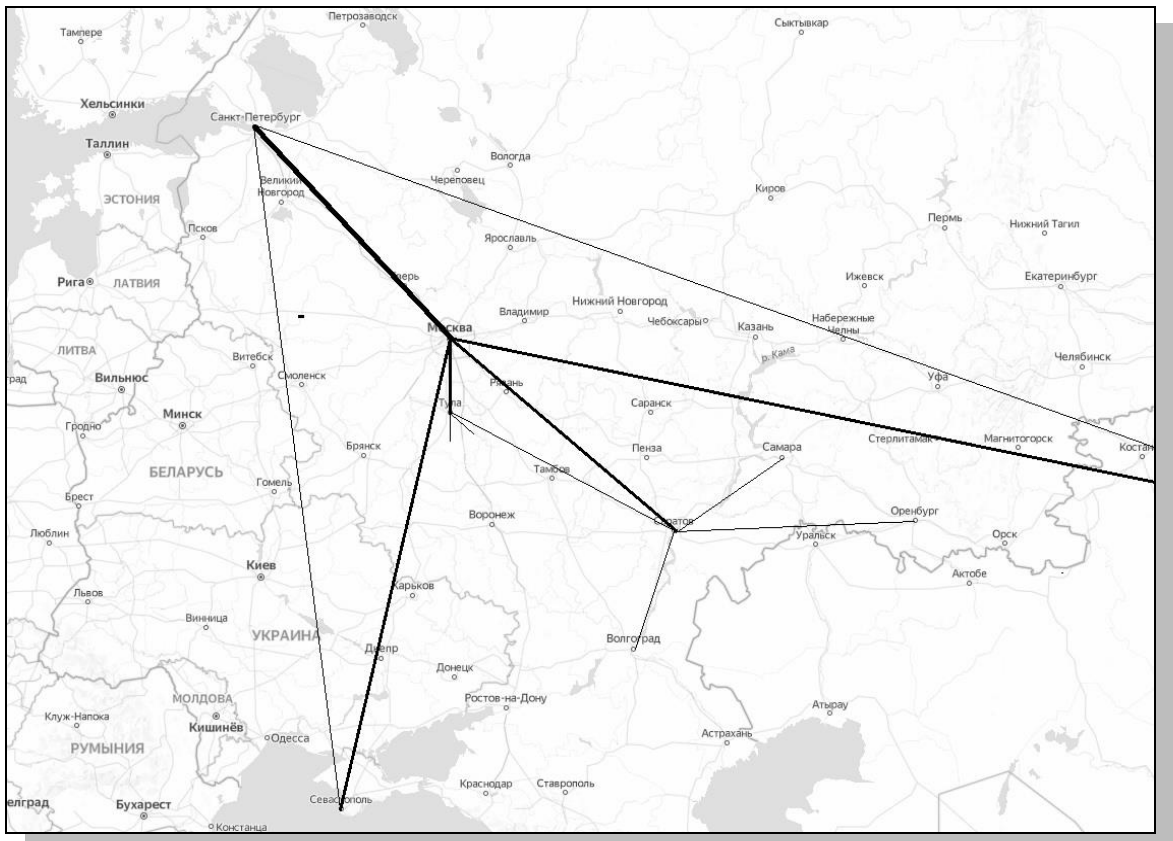 Петрозаводск
Сыктывкар
Тампере
Хельсинки
Санкт-Петербург
Таллин
Вологда
Череповец
Великий
Новгород
Киров
ЭСТОНИЯ
Пермь
Нижний Тагил
Псков
Ярославль
Рига
ЛАТВИЯ
Тверь
Ижевск
Екатеринбург
Нижний Новгород
Владимир
Чебоксары
Казань
Набережные
Челны
Москва
ЛИТВА
Витебск
р. Кама
Челябинск
град
Вильнюс
Смоленск
Рязань
Уфа
Минск
Тула
Саранск
Гродно
Брянск
Пенза
Самара
Стерлитамак
Магнитогорск
Костан
БЕЛАРУСЬ
Тамбов
Гомель
Брест
Воронеж
Саратов
Оренбург
Люблин
Уральск
Орск
Киев
Актобе
Львов
Харьков
Винница
УКРАИНА
Волгоград
Днепр
Донецк
МОЛДОВА
Ростов-на-Дону
Клуж-Напока
Кишинёв
Атырау
Одесса
Астрахань
РУМЫНИЯ
Краснодар
Ставрополь
Севастополь
елград
Бухарест
Констанца